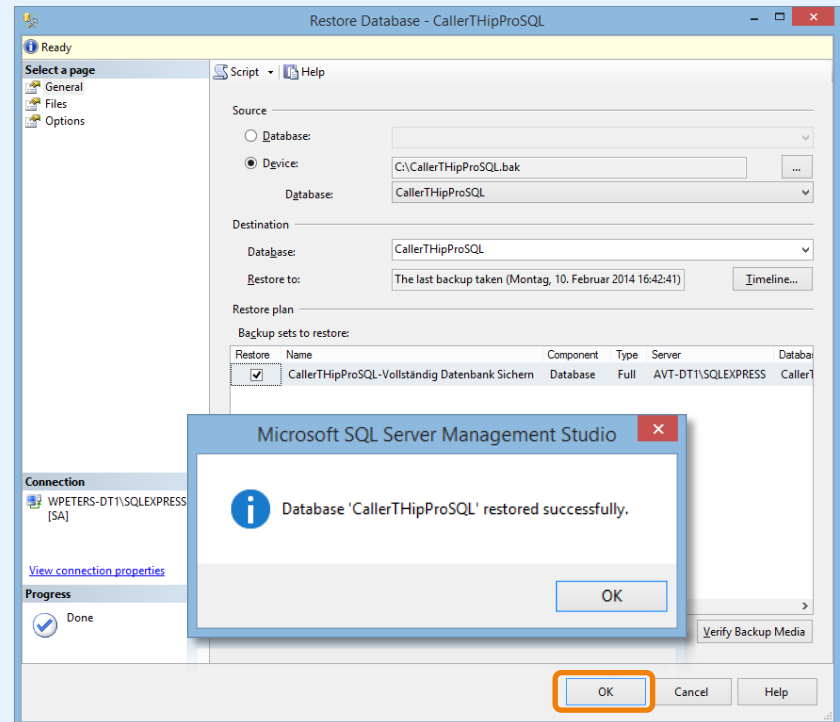 Restore Database - CallerTHipProSQL
Ready
Select a page
General
Files
Options
Script
Help
Source
Database:
Device:
C:\CallerTHipProSQL.bak
...
Database:
CallerTHipProSQL
Destination
Database:
CallerTHipProSQL
Restore to:
The last backup taken (Montag, 10. Februar 2014 16:42:41)
Timeline...
Restore plan
Backup sets to restore:
Restore Name Component Type Server Databa
CallerTHipProSQL-Vollständig Datenbank Sichern Database Full AVT-DT1\SQLEXPRESS CallerT
Microsoft SQL Server Management Studio
Database 'CallerTHipProSQL' restored successfully.
OK
Connection
WPETERS-DT1\SQLEXPRESS
[SA]
View connection properties
Progress
Done
Verify Backup Media
OK
Cancel
Help